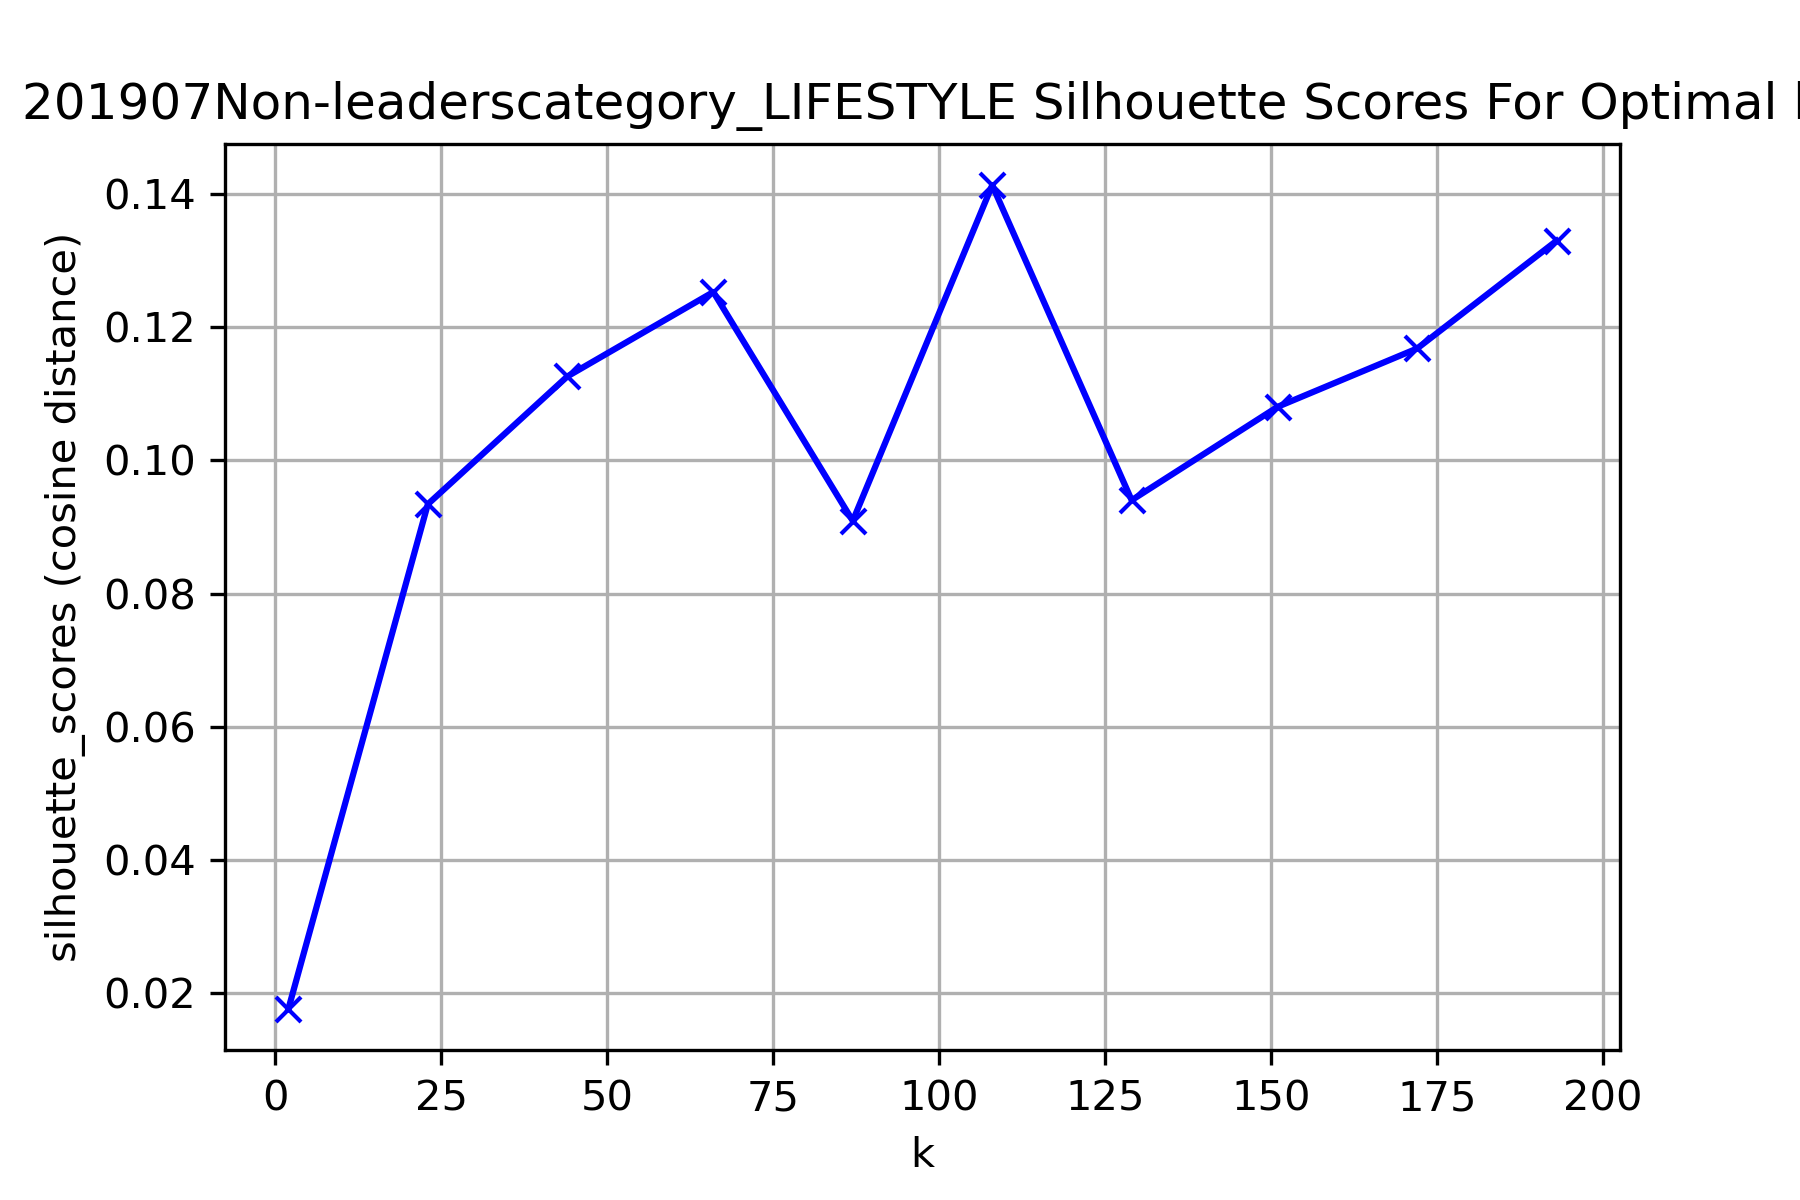 201907Non-leaderscategory_LIFESTYLE Silhouette Scores For Optimal
silhouette_scores (cosine distance)
0.14
0.12
0.10
0.08
0.06
0.04
0.02
0 25 50 75 100 125 150 175 200
k